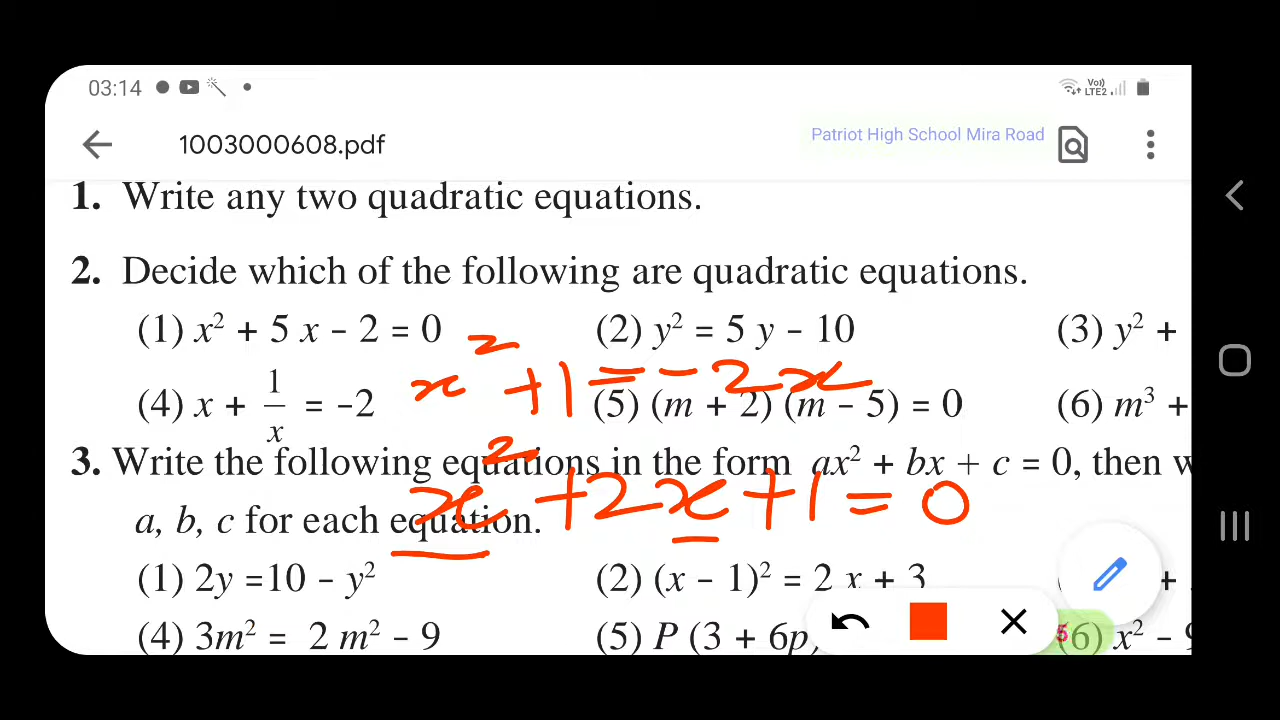 03:14
Vo)
LTE2
1003000608.pdf
Patriot High School Mira Road
1. Write any two quadratic equations.
2. Decide which of the following are quadratic equations.
(1) x² + 5 x – 2 = 0 (2) y² = 5 y – 10 (3) y² +
x² + 1 = - 2x
(4) x + 1/x = –2 (5) (m + 2) (m – 5) = 0 (6) m³ +
3. Write the following equations in the form ax² + bx + c = 0, then w
x² + 2x + 1 = 0
a, b, c for each equation.
(1) 2y =10 – y² (2) (x – 1)² = 2 x + 3 +
(4) 3m² = 2 m² – 9 (5) P (3 + 6p) 5 (6) x² – 9